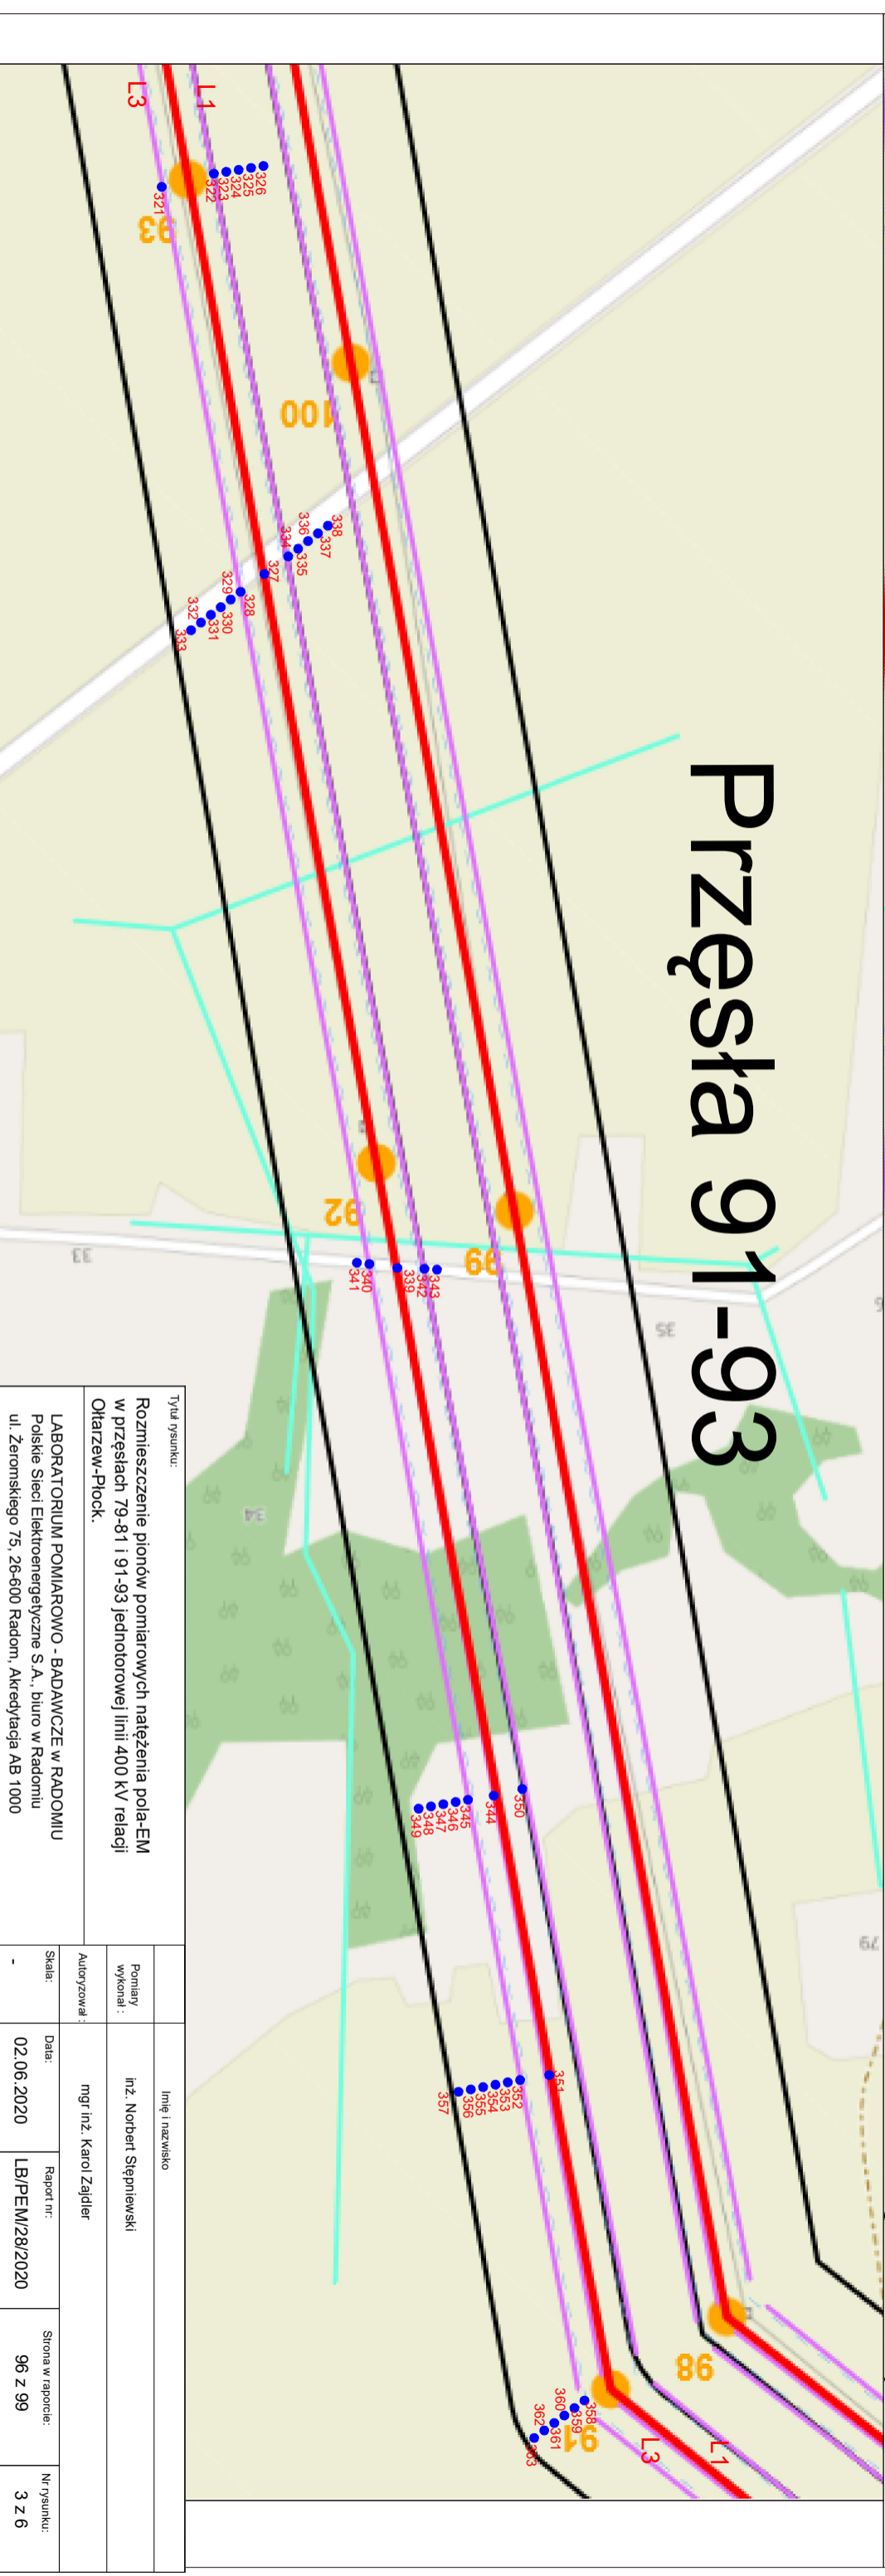 Przęsła 91-93
L3
L1
93
321
322
323
324
325
326
100
327
328
329
330
331
332
333
334
335
336
337
338
92
99
339
340
341
342
343
33
35
34
344
345
346
347
348
349
350
79
351
352
353
354
355
356
357
98
91
358
359
360
361
362
363
L3
L1
Tytuł rysunku:
Rozmieszczenie pionów pomiarowych natężenia pola-EM
w przęsłach 79-81 i 91-93 jednotorowej linii 400 kV relacji
Ołtarzew-Płock.
LABORATORIUM POMIAROWO - BADAWCZE w RADOMIU
Polskie Sieci Elektroenergetyczne S.A., biuro w Radomiu
ul. Żeromskiego 75, 26-600 Radom, Akredytacja AB 1000
Imię i nazwisko
Pomiary
wykonał :
inż. Norbert Stępniewski
Autoryzował :
mgr inż. Karol Zajdler
Skala:
-
Data:
02.06.2020
Raport nr:
LB/PEM/28/2020
Strona w raporcie:
96 z 99
Nr rysunku:
3 z 6